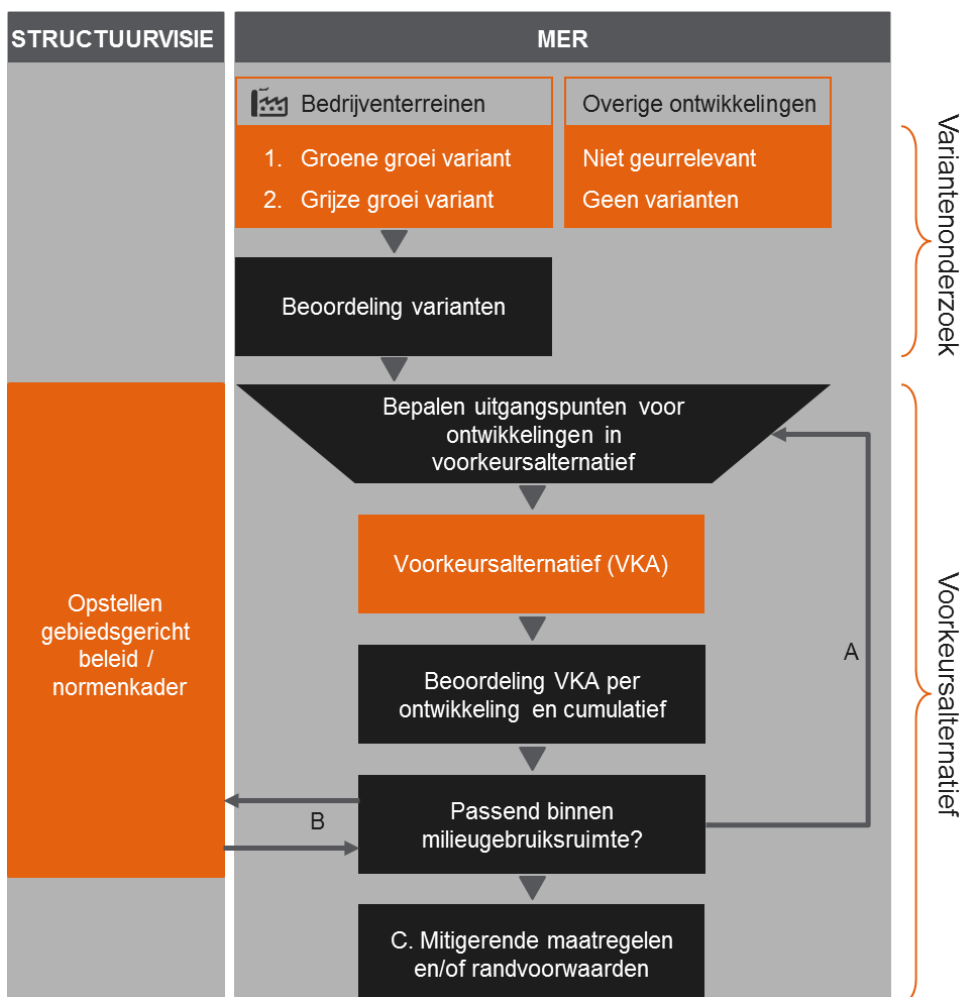 STRUCTUURVISIE
MER
Bedrijventerreinen
1. Groene groei variant
2. Grijze groei variant
Overige ontwikkelingen
Niet geurrelevant
Geen varianten
Beoordeling varianten
Variantenonderzoek
Bepalen uitgangspunten voor
ontwikkelingen in
voorkeursalternatief
Voorkeursalternatief (VKA)
Opstellen
gebiedsgericht
beleid /
normenkader
Beoordeling VKA per
ontwikkeling en cumulatief
A
Passend binnen
milieugebruiksruimte?
B
C. Mitigerende maatregelen
en/of randvoorwaarden
Voorkeursalternatief